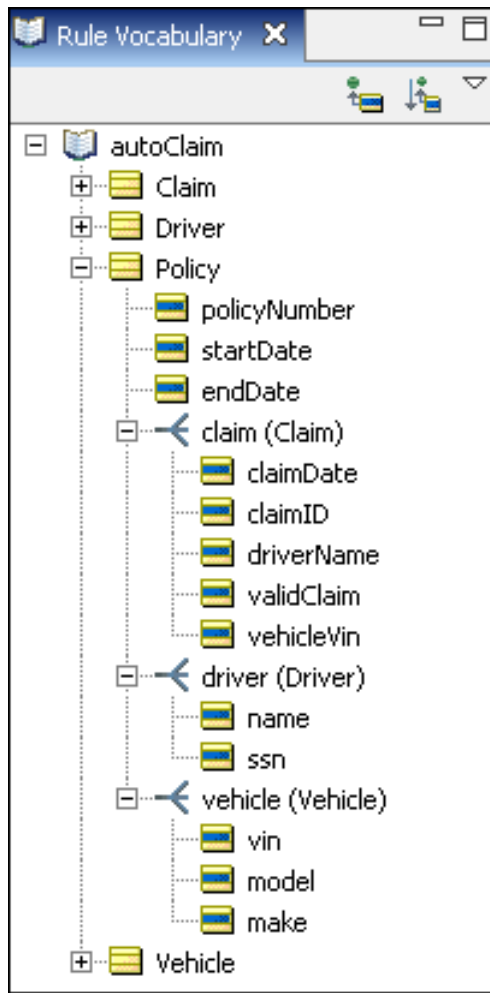 Rule Vocabulary
autoClaim
Claim
Driver
Policy
policyNumber
startDate
endDate
claim (Claim)
claimDate
claimID
driverName
validClaim
vehicleVin
driver (Driver)
name
ssn
vehicle (Vehicle)
vin
model
make
Vehicle